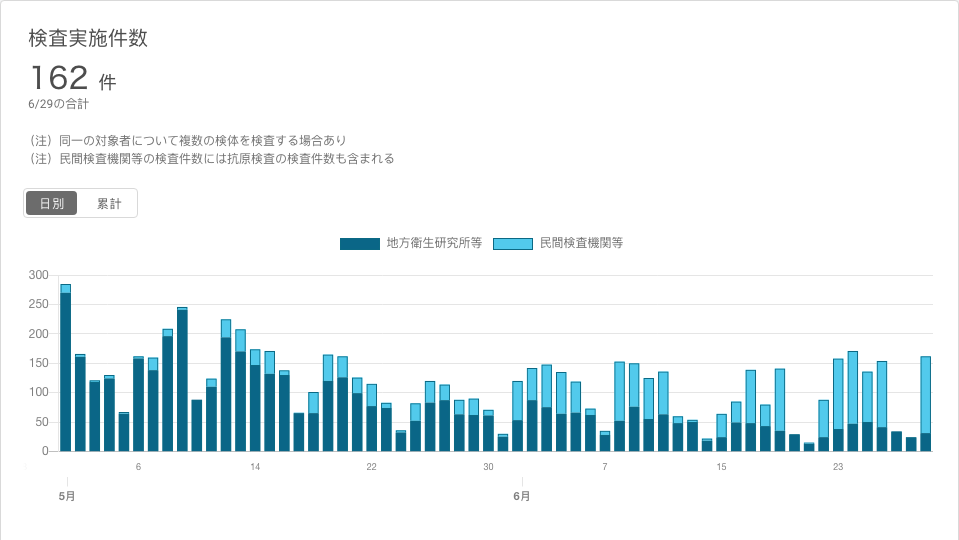 検査実施件数
162 件
6/29の合計
（注）同一の対象者について複数の検体を検査する場合あり
（注）民間検査機関等の検査件数には抗原検査の検査件数も含まれる
日別 累計
地方衛生研究所等 民間検査機関等
300
250
200
150
100
50
0
6 14 22 30 7 15 23
5月 6月